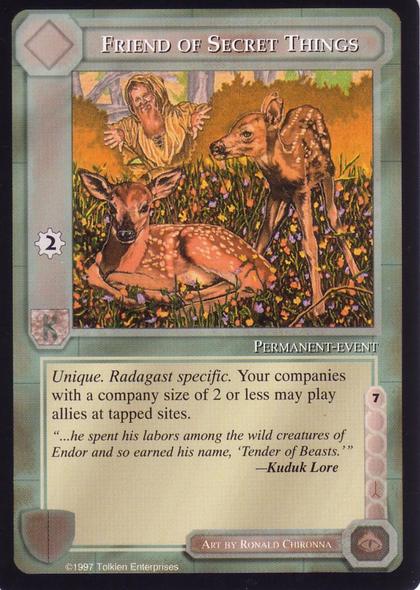 FRIEND OF SECRET THINGS
2
PERMANENT-EVENT
Unique. Radagast specific. Your companies
with a company size of 2 or less may play
allies at tapped sites.
7
“...he spent his labors among the wild creatures of
Endor and so earned his name, ‘Tender of Beasts.’”
—Kuduk Lore
ART BY RONALD CHIRONNA
©1997 Tolkien Enterprises